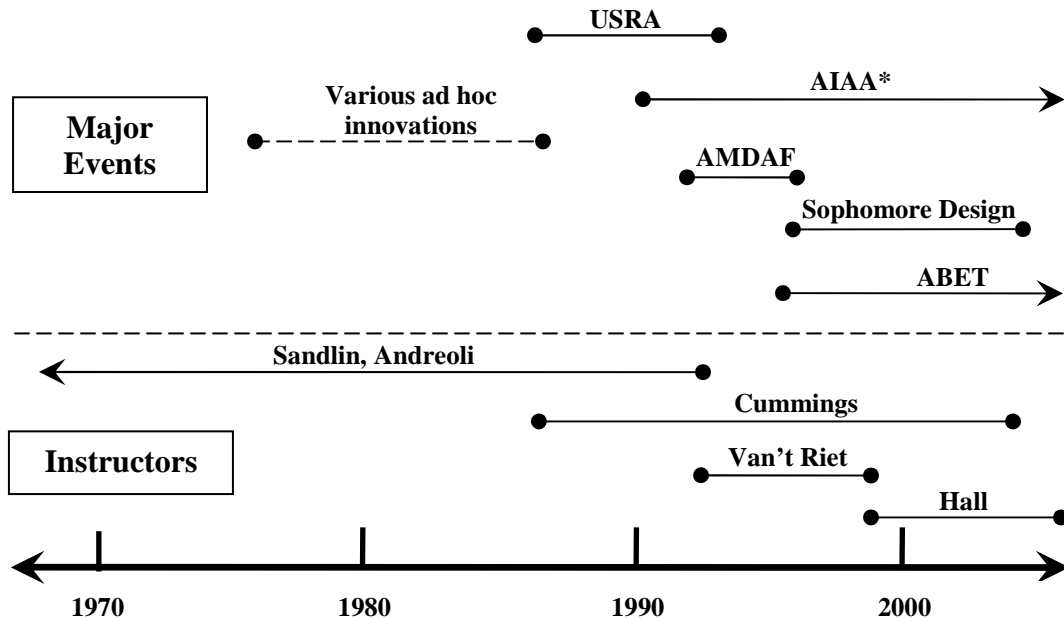 USRA
AIAA*
Various ad hoc
innovations
Major
Events
AMDAF
Sophomore Design
ABET
Sandlin, Andreoli
Cummings
Instructors
Van’t Riet
Hall
1970 1980 1990 2000